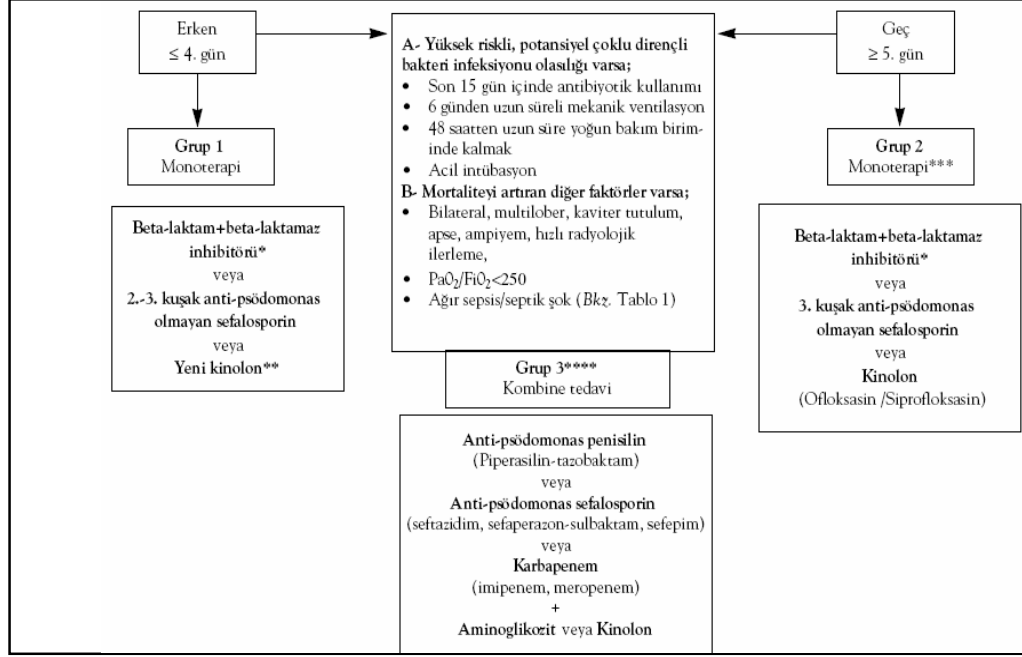 Erken
≤ 4. gün
Grup 1
Monoterapi
Beta-laktam+beta-laktamaz
inhibitörü*
veya
2.-3. kuşak anti-psödomonas
olmayan sefalosporin
veya
Yeni kinolon**
A- Yüksek riskli, potansiyel çoklu dirençli
bakteri infeksiyonu olasılığı varsa;
• Son 15 gün içinde antibiyotik kullanımı
• 6 günden uzun süreli mekanik ventilasyon
• 48 saatten uzun süre yoğun bakım birim-
inde kalmak
• Acil intübasyon
B- Mortaliteyi artıran diğer faktörler varsa;
• Bilateral, multilober, kaviter tutulum,
apse, ampiyem, hızlı radyolojik
ilerleme,
• PaO₂/FiO₂<250
• Ağır sepsis/septik şok (Bkz. Tablo 1)
Grup 3****
Kombine tedavi
Anti-psödomonas penisilin
(Piperasilin-tazobaktam)
veya
Anti-psödomonas sefalosporin
(seftazidim, sefaperazon-sulbaktam, sefepim)
veya
Karbapenem
(imipenem, meropenem)
+
Aminoglikozit veya Kinolon
Geç
≥ 5. gün
Grup 2
Monoterapi***
Beta-laktam+beta-laktamaz
inhibitörü*
veya
3. kuşak anti-psödomonas
olmayan sefalosporin
veya
Kinolon
(Ofloksasin /Siprofloksasin)